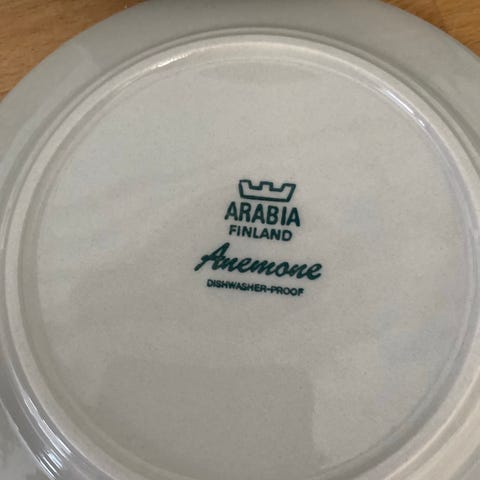 ARABIA
FINLAND
Anemone
DISHWASHER-PROOF